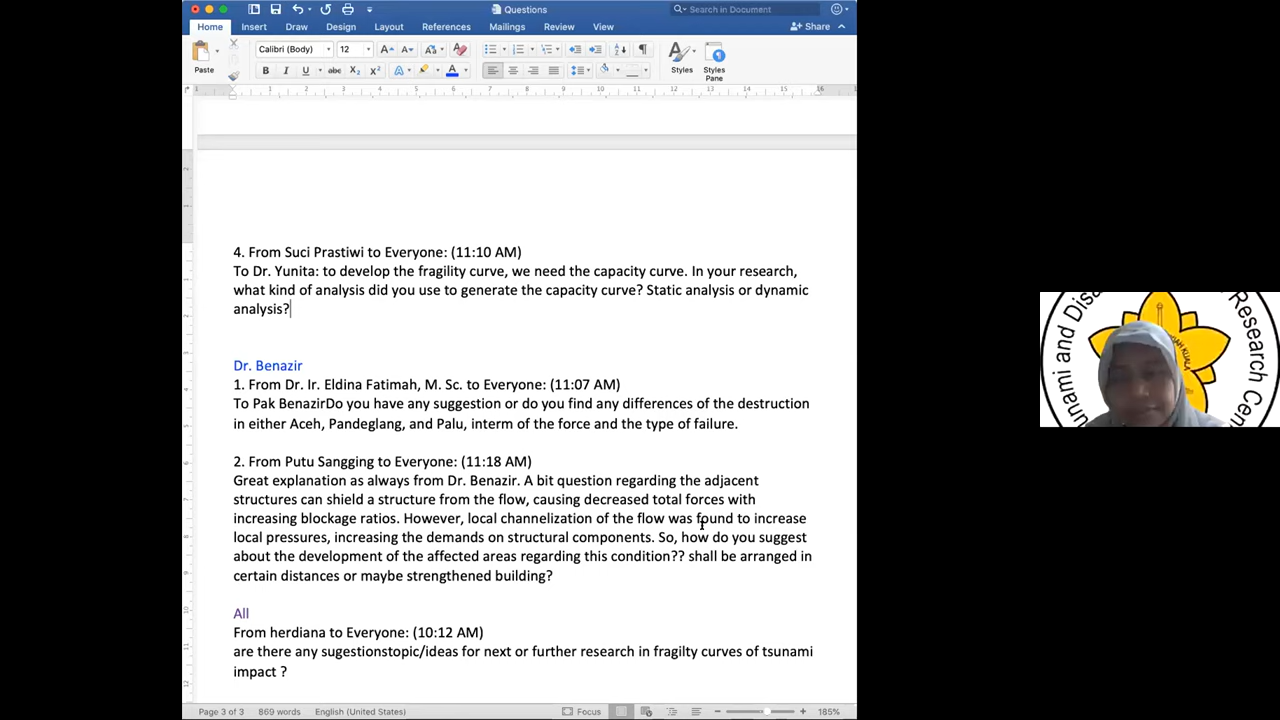 Questions
Search in Document
Home Insert Draw Design Layout References Mailings Review View Share
Paste
Calibri (Body) 12
Styles
Styles Pane
4. From Suci Prastiwi to Everyone: (11:10 AM)
To Dr. Yunita: to develop the fragility curve, we need the capacity curve. In your research,
what kind of analysis did you use to generate the capacity curve? Static analysis or dynamic
analysis?
Dr. Benazir
1. From Dr. Ir. Eldina Fatimah, M. Sc. to Everyone: (11:07 AM)
To Pak BenazirDo you have any suggestion or do you find any differences of the destruction
in either Aceh, Pandeglang, and Palu, interm of the force and the type of failure.
2. From Putu Sangging to Everyone: (11:18 AM)
Great explanation as always from Dr. Benazir. A bit question regarding the adjacent
structures can shield a structure from the flow, causing decreased total forces with
increasing blockage ratios. However, local channelization of the flow was found to increase
local pressures, increasing the demands on structural components. So, how do you suggest
about the development of the affected areas regarding this condition?? shall be arranged in
certain distances or maybe strengthened building?
All
From herdiana to Everyone: (10:12 AM)
are there any sugestionstopic/ideas for next or further research in fragilty curves of tsunami
impact ?
Page 3 of 3 869 words English (United States) Focus 185%
unami and Disa
Research Cen